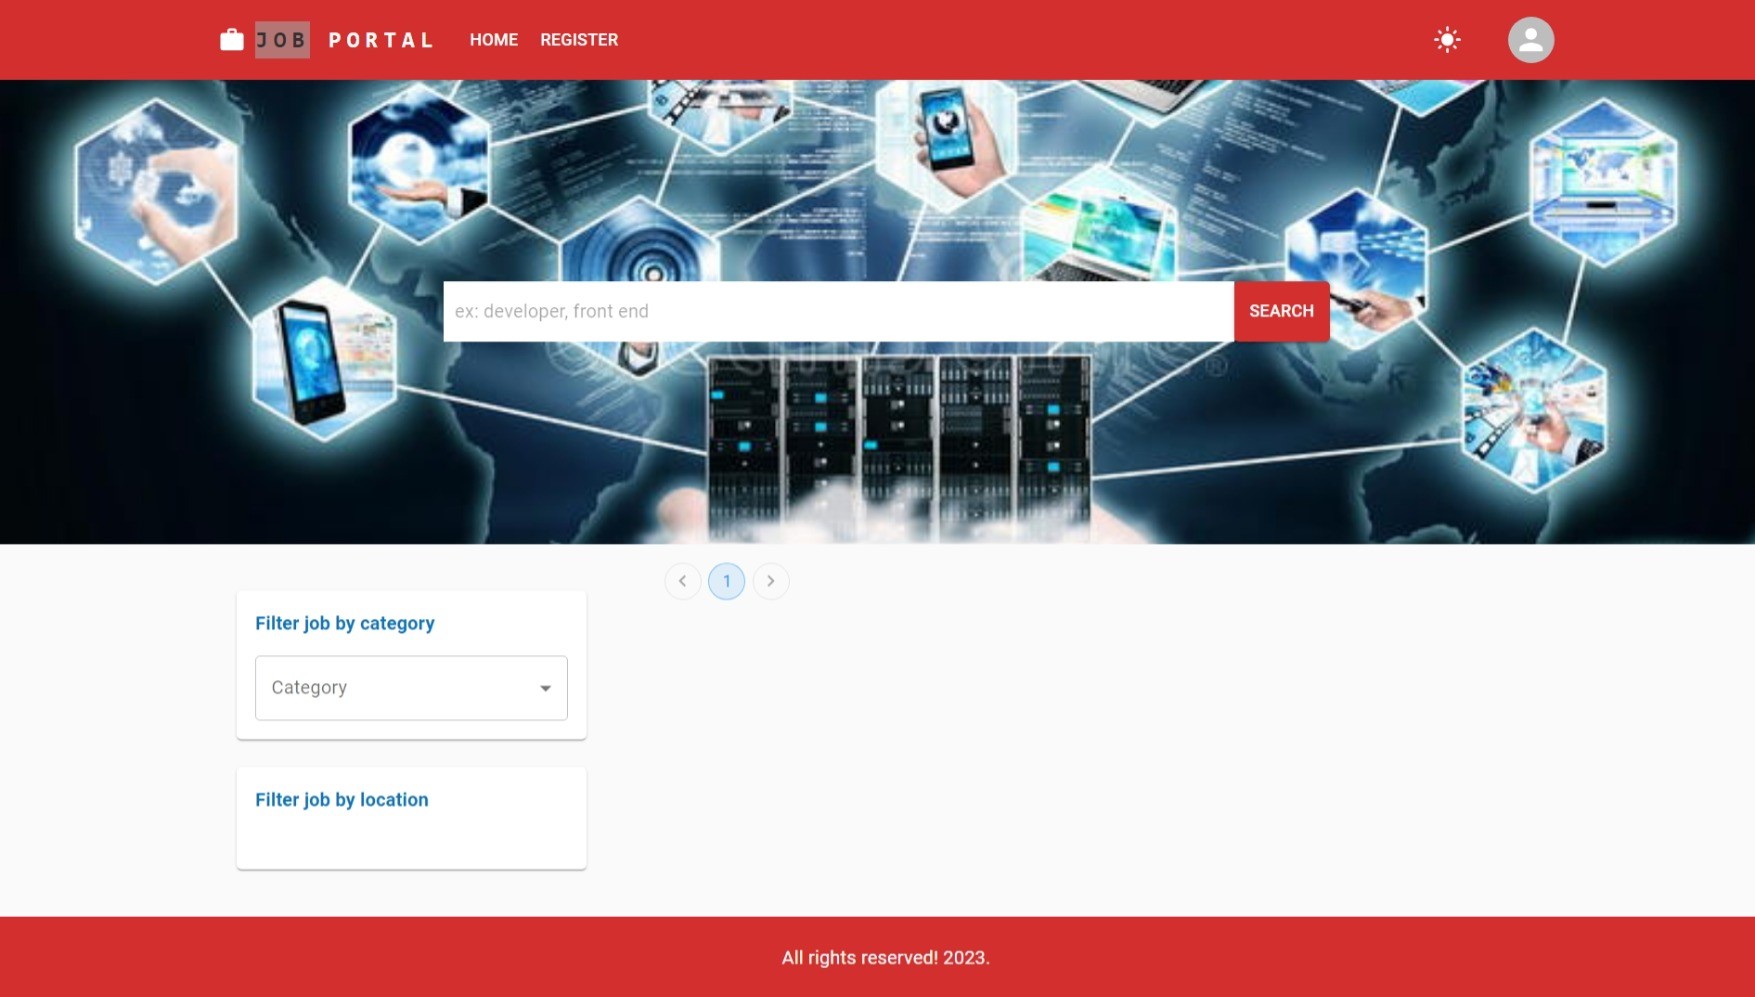 JOB PORTAL HOME REGISTER
ex: developer, front end SEARCH
1
Filter job by category
Category
Filter job by location
All rights reserved! 2023.